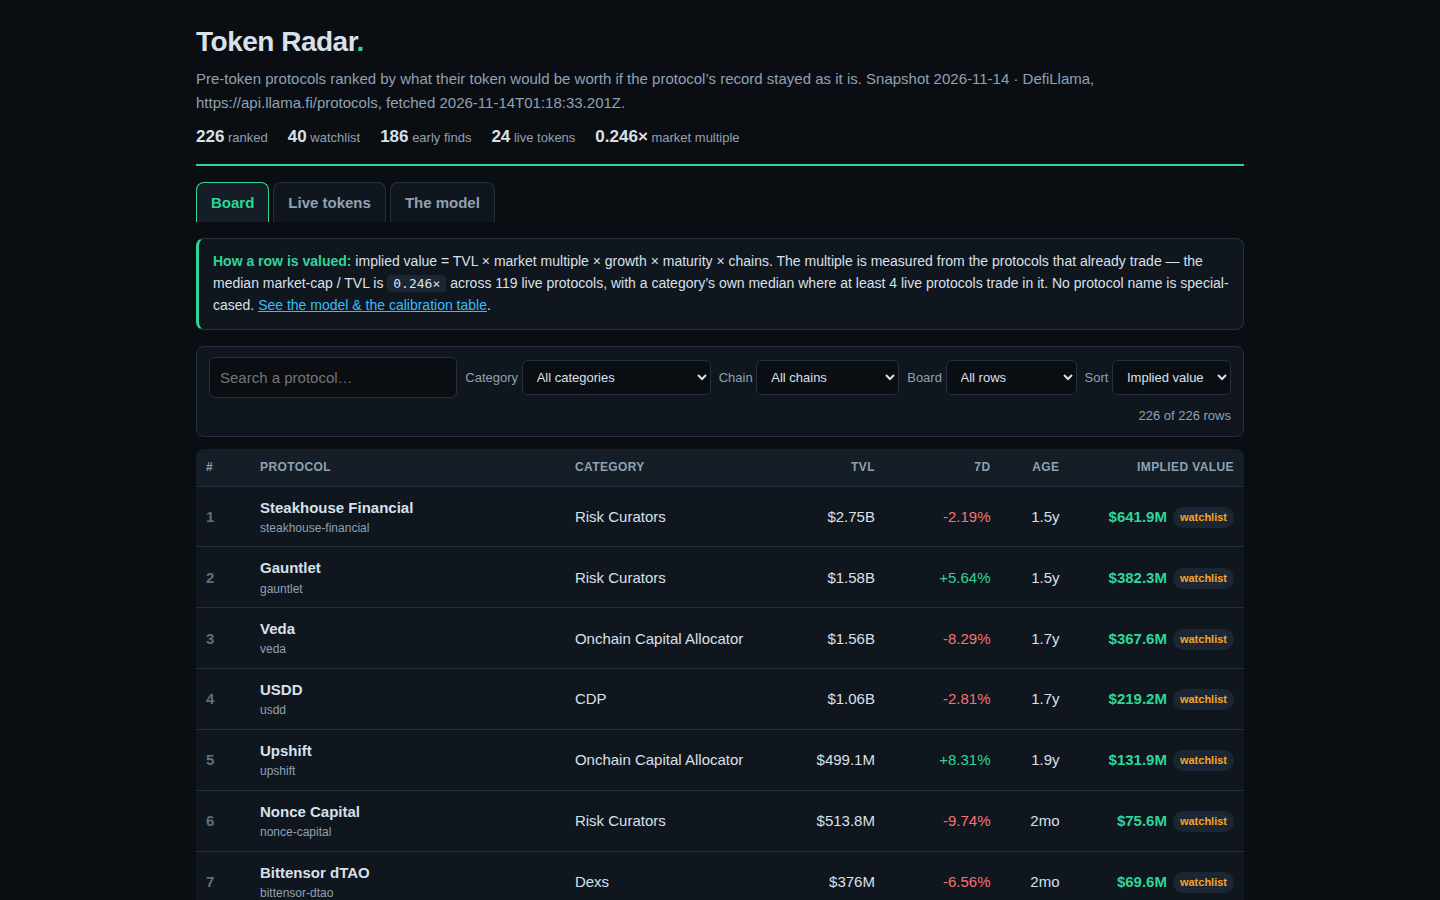 Token Radar.
Pre-token protocols ranked by what their token would be worth if the protocol's record stayed as it is. Snapshot 2026-11-14 · DefiLlama,
https://api.llama.fi/protocols, fetched 2026-11-14T01:18:33.201Z.
226 ranked 40 watchlist 186 early finds 24 live tokens 0.246× market multiple
Board Live tokens The model
How a row is valued: implied value = TVL × market multiple × growth × maturity × chains. The multiple is measured from the protocols that already trade — the
median market-cap / TVL is 0.246× across 119 live protocols, with a category's own median where at least 4 live protocols trade in it. No protocol name is special-
cased. See the model & the calibration table.
Search a protocol… Category All categories Chain All chains Board All rows Sort Implied value
226 of 226 rows
# PROTOCOL CATEGORY TVL 7D AGE IMPLIED VALUE
1 Steakhouse Financial Risk Curators $2.75B -2.19% 1.5y $641.9M watchlist
steakhouse-financial
2 Gauntlet Risk Curators $1.58B +5.64% 1.5y $382.3M watchlist
gauntlet
3 Veda Onchain Capital Allocator $1.56B -8.29% 1.7y $367.6M watchlist
veda
4 USDD CDP $1.06B -2.81% 1.7y $219.2M watchlist
usdd
5 Upshift Onchain Capital Allocator $499.1M +8.31% 1.9y $131.9M watchlist
upshift
6 Nonce Capital Risk Curators $513.8M -9.74% 2mo $75.6M watchlist
nonce-capital
7 Bittensor dTAO Dexs $376M -6.56% 2mo $69.6M watchlist
bittensor-dtao